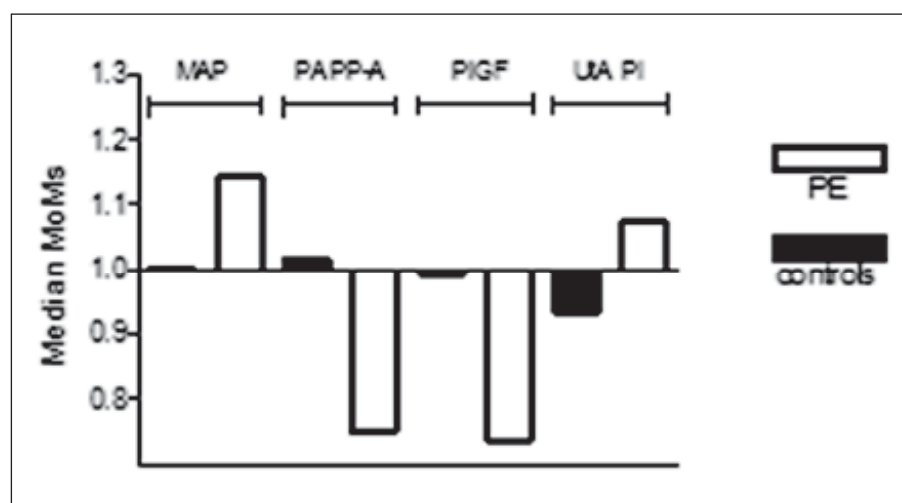 MAP PAPP-A PlGF UtA PI
1.3
1.2
1.1
1.0
0.9
0.8
Median MoMs
PE
controls